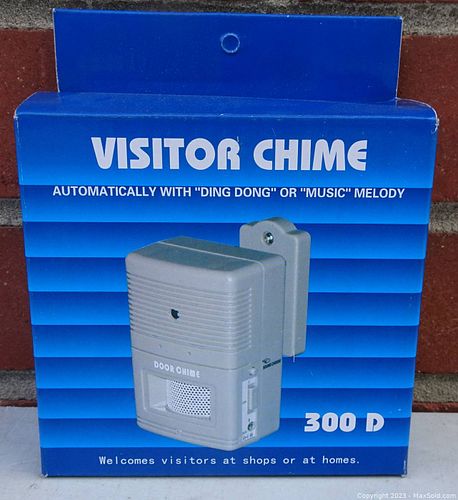 VISITOR CHIME
AUTOMATICALLY WITH "DING DONG" OR "MUSIC" MELODY
DOOR CHIME
300 D
Welcomes visitors at shops or at homes.
Copyright 2023 - MaxSold.com